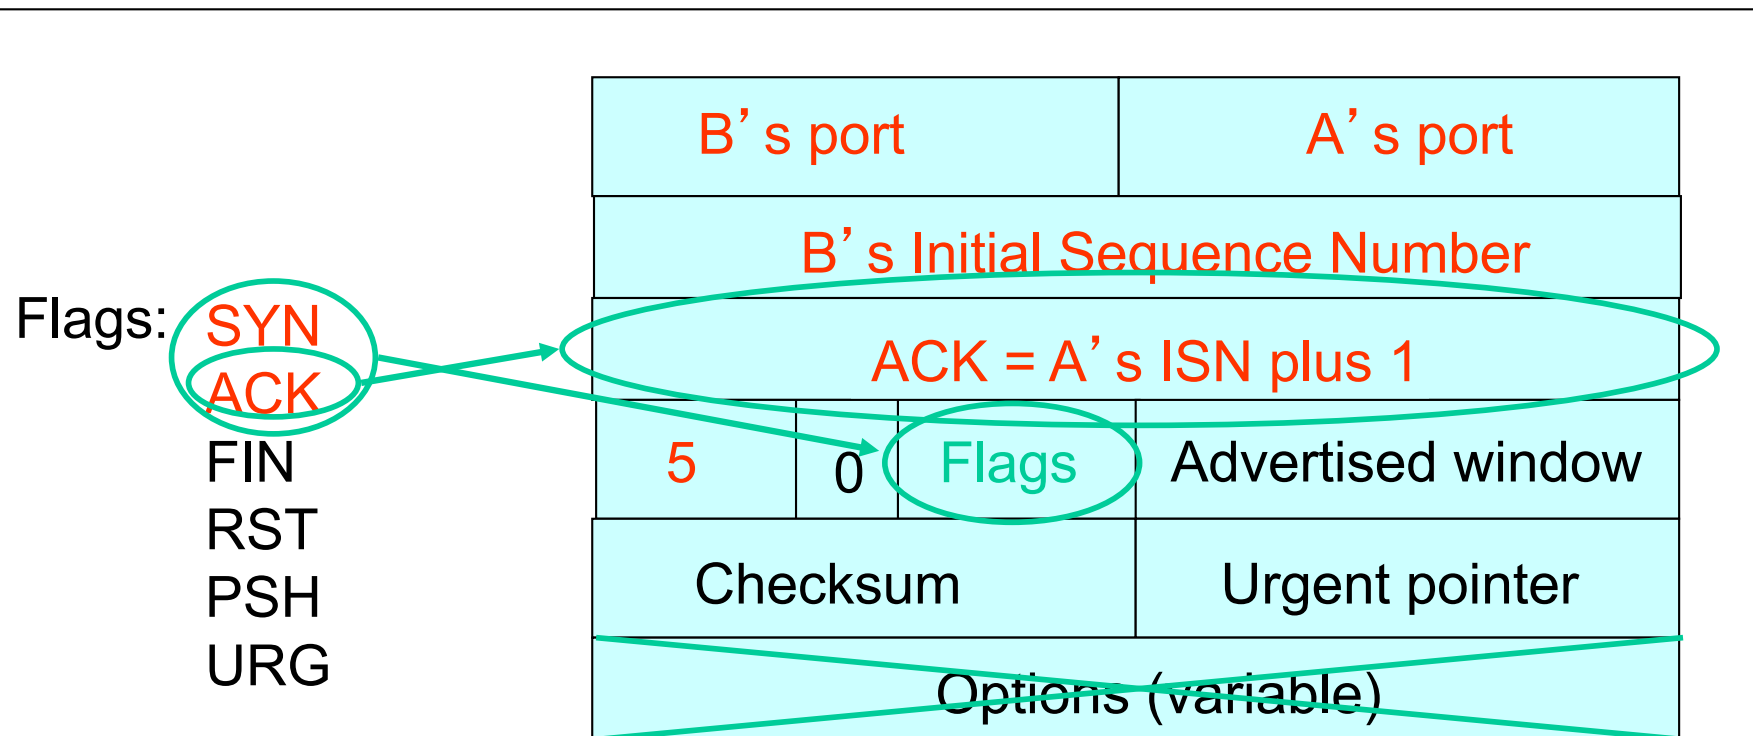 B’s port
A’s port
B’s Initial Sequence Number
Flags: SYN
ACK
FIN
RST
PSH
URG
ACK = A’s ISN plus 1
5
0
Flags
Advertised window
Checksum
Urgent pointer
Options (variable)